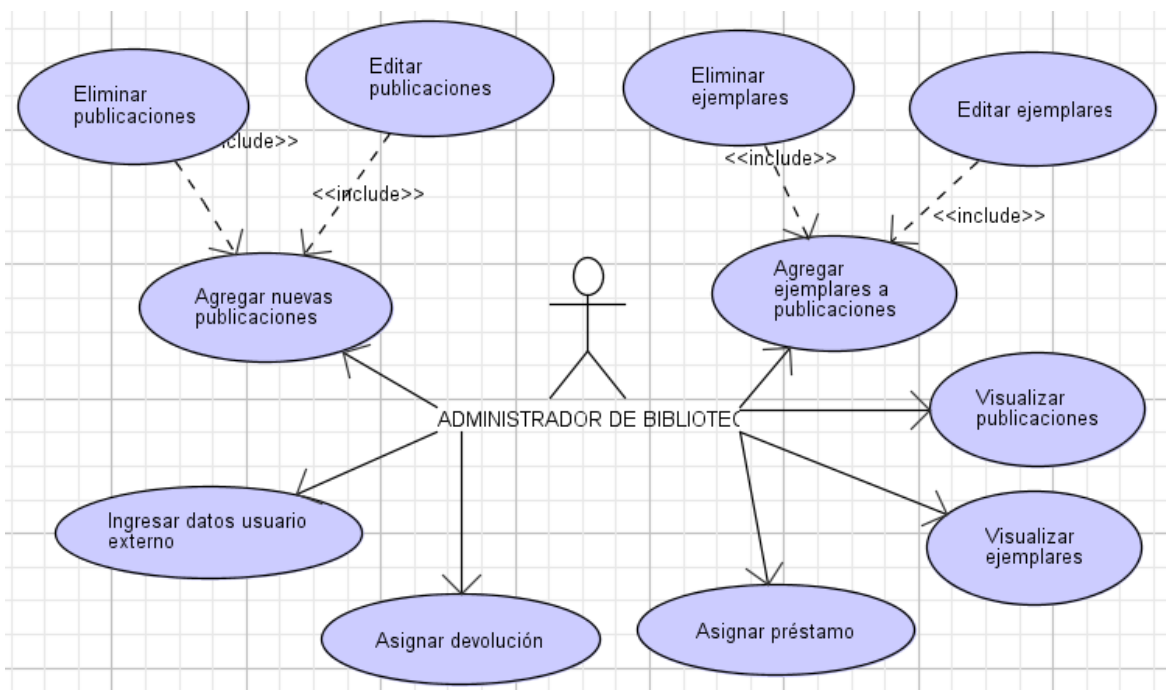 Eliminar
publicaciones
Editar
publicaciones
Eliminar
ejemplares
Editar ejemplares
clude>>
<<include>>
<<include>>
<<include>>
Agregar nuevas
publicaciones
Agregar
ejemplares a
publicaciones
ADMINISTRADOR DE BIBLIOTEC
Visualizar
publicaciones
Ingresar datos usuario
externo
Visualizar
ejemplares
Asignar devolución
Asignar préstamo